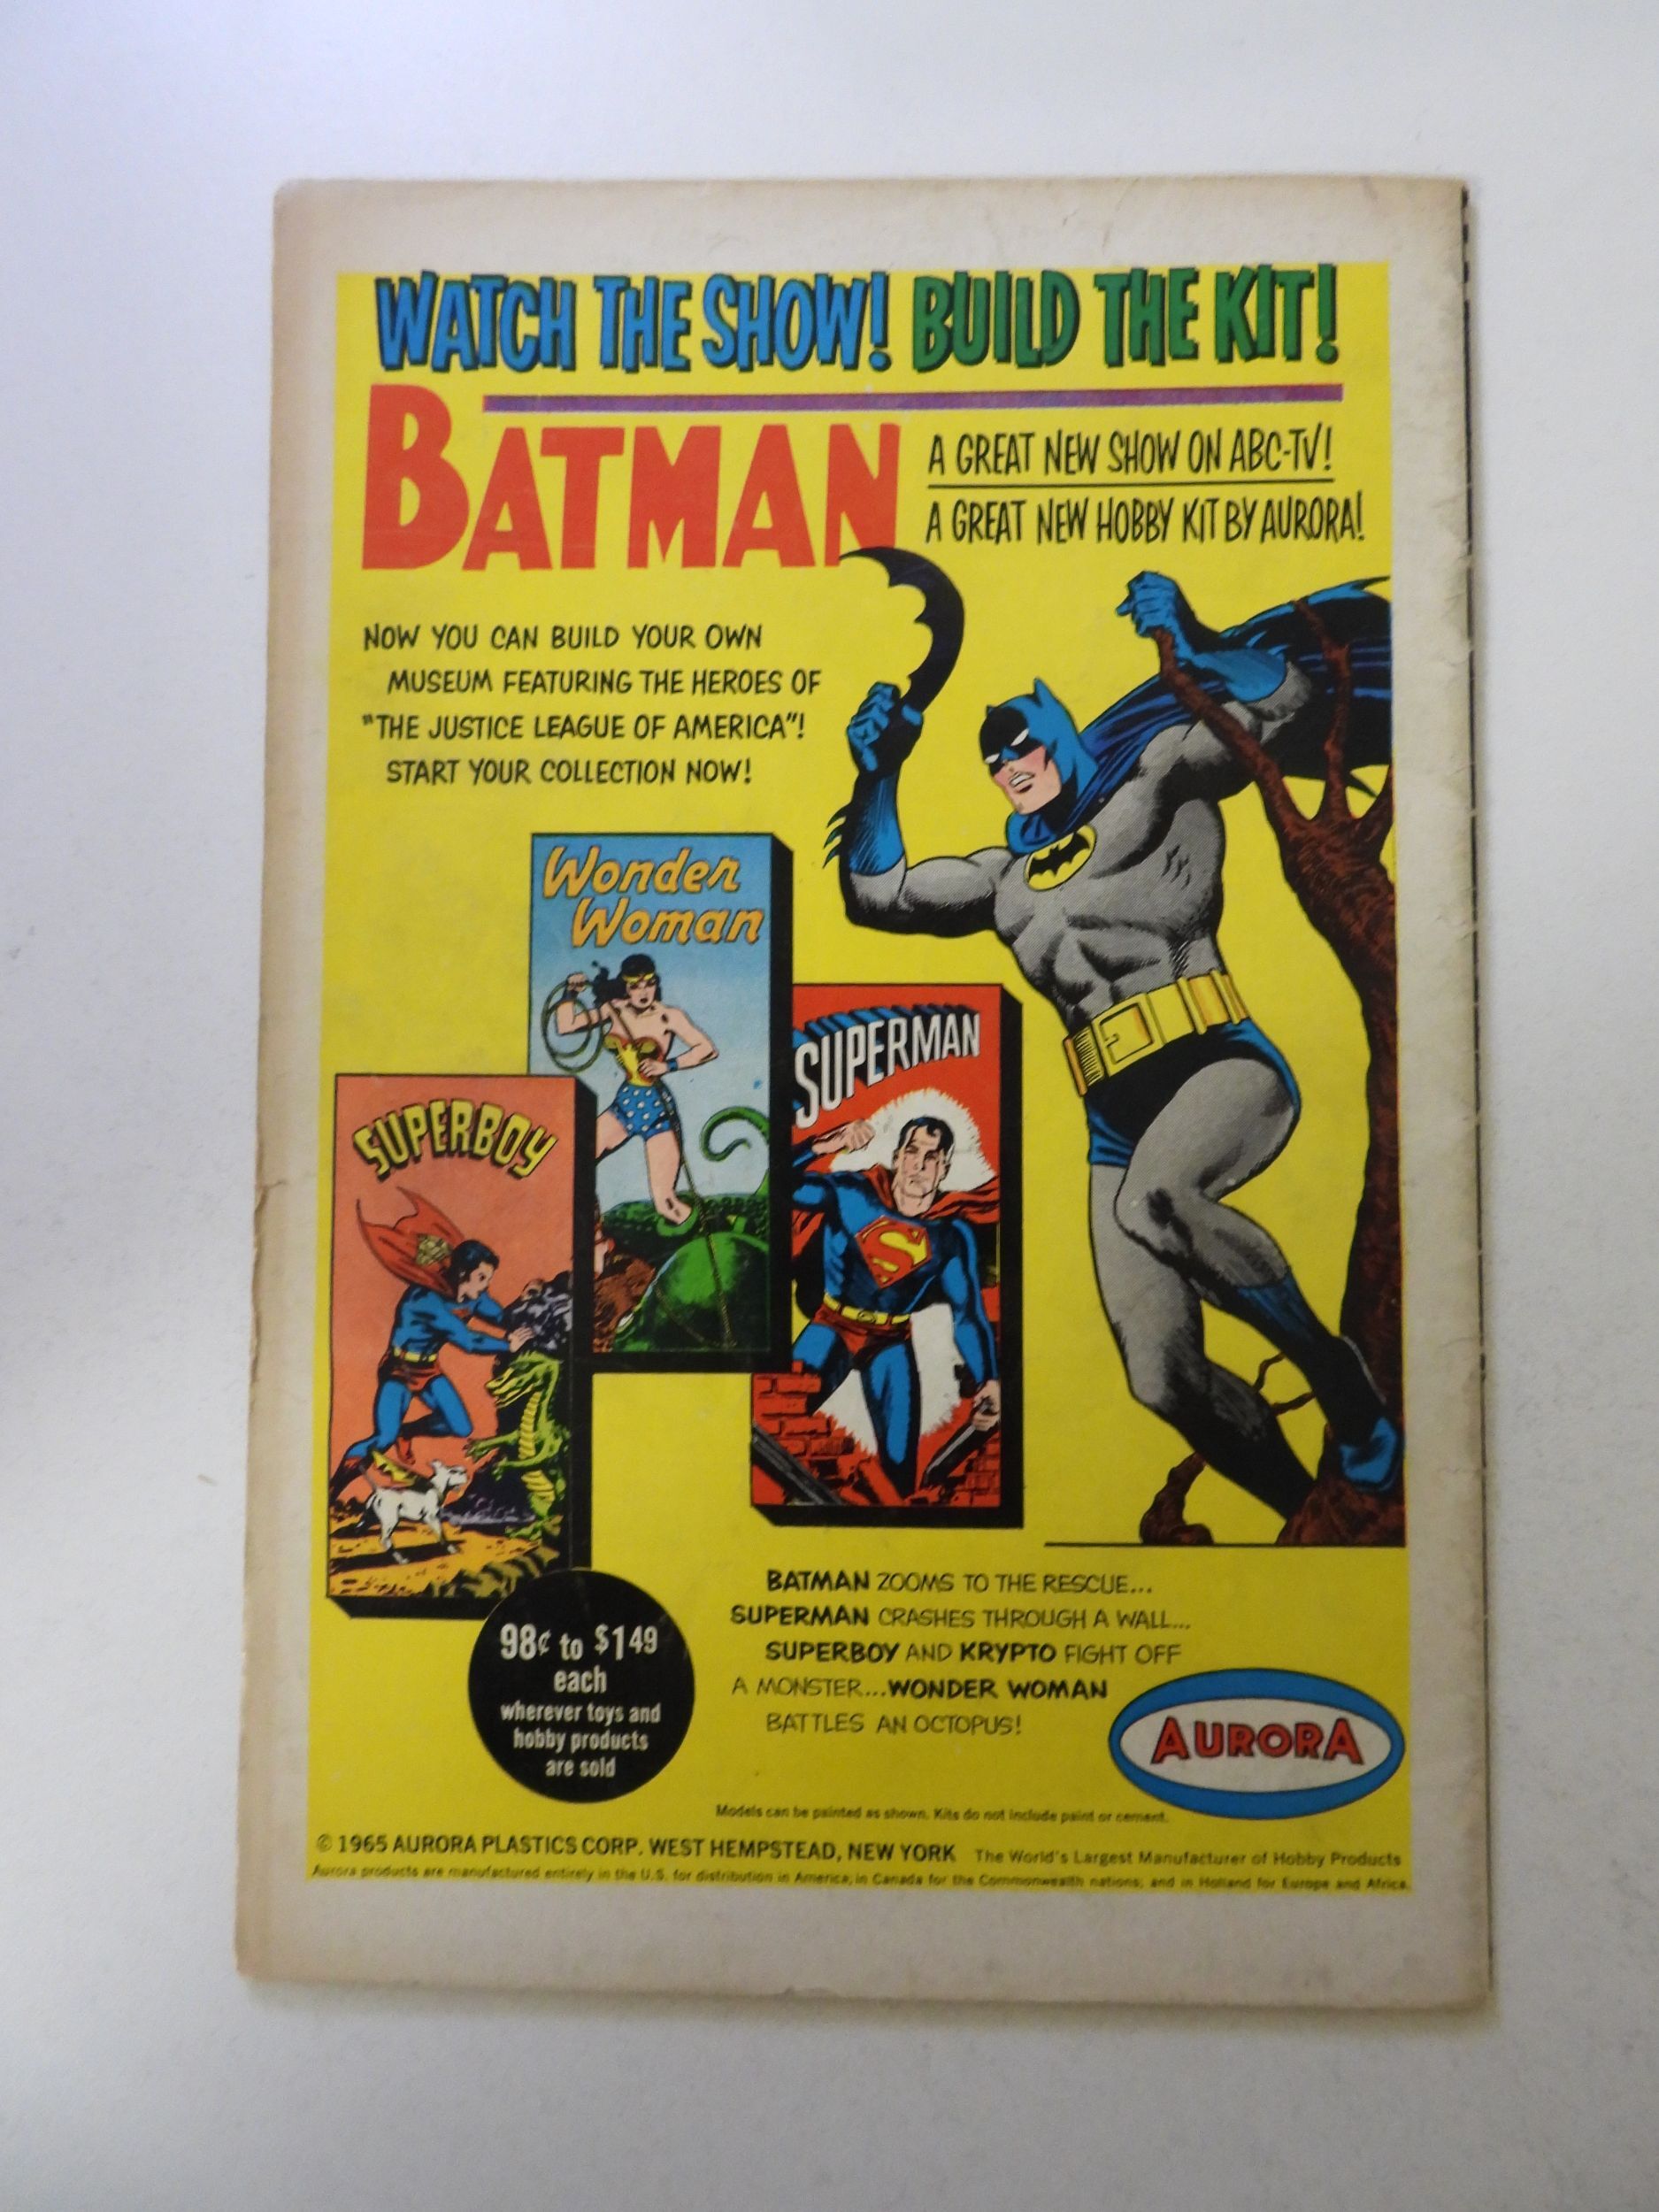 WATCH THE SHOW! BUILD THE KIT!
BATMAN
A GREAT NEW SHOW ON ABC-TV!
A GREAT NEW HOBBY KIT BY AURORA!
NOW YOU CAN BUILD YOUR OWN
MUSEUM FEATURING THE HEROES OF
"THE JUSTICE LEAGUE OF AMERICA"!
START YOUR COLLECTION NOW!
Wonder
Woman
SUPERMAN
SUPERBOY
S
BATMAN ZOOMS TO THE RESCUE...
SUPERMAN CRASHES THROUGH A WALL...
SUPERBOY AND KRYPTO FIGHT OFF
A MONSTER...WONDER WOMAN
BATTLES AN OCTOPUS!
98¢ to $149
each
wherever toys and
hobby products
are sold
AURORA
Models can be painted as shown. Kits do not include paint or cement.
© 1965 AURORA PLASTICS CORP. WEST HEMPSTEAD, NEW YORK The World's Largest Manufacturer of Hobby Products
Aurora products are manufactured entirely in the U.S. for distribution in America; in Canada for the Commonwealth nations; and in Holland for Europe and Africa.